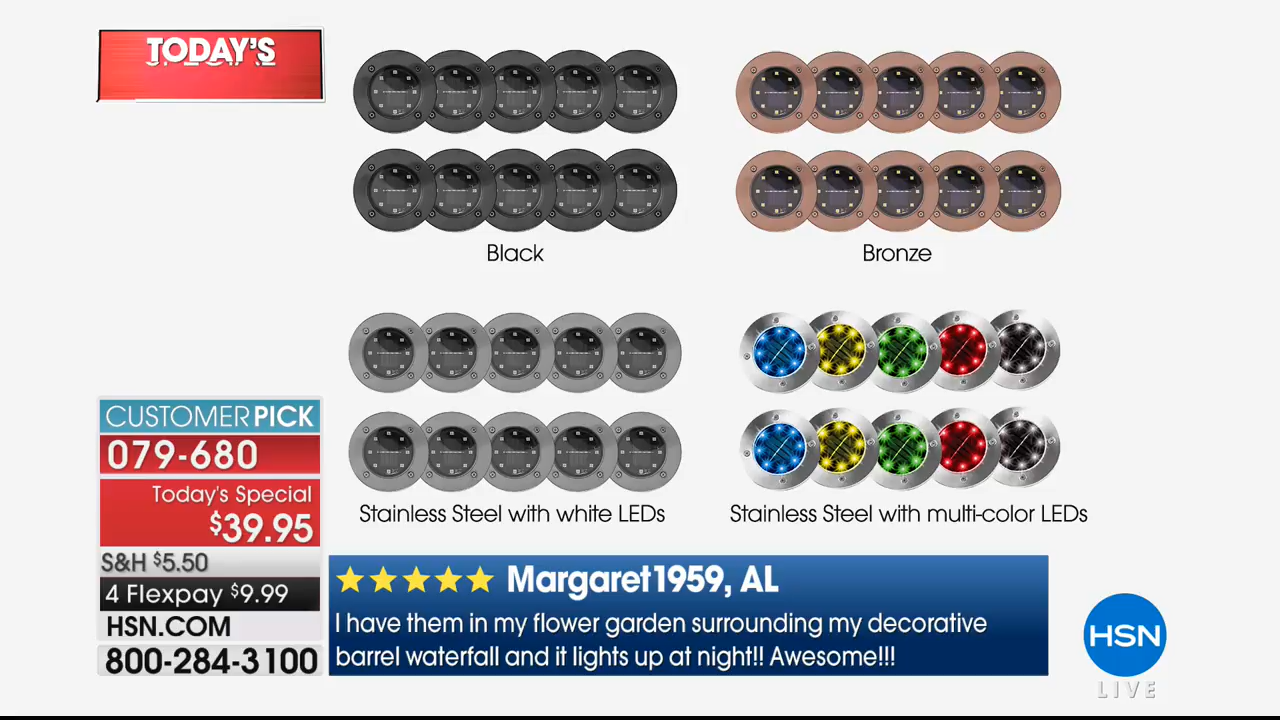 TODAY'S
Black
Bronze
Stainless Steel with white LEDs
Stainless Steel with multi-color LEDs
CUSTOMER PICK
079-680
Today's Special
$39.95
S&H $5.50
4 Flexpay $9.99
HSN.COM
800-284-3100
Margaret1959, AL
I have them in my flower garden surrounding my decorative
barrel waterfall and it lights up at night!! Awesome!!!
HSN
LIVE